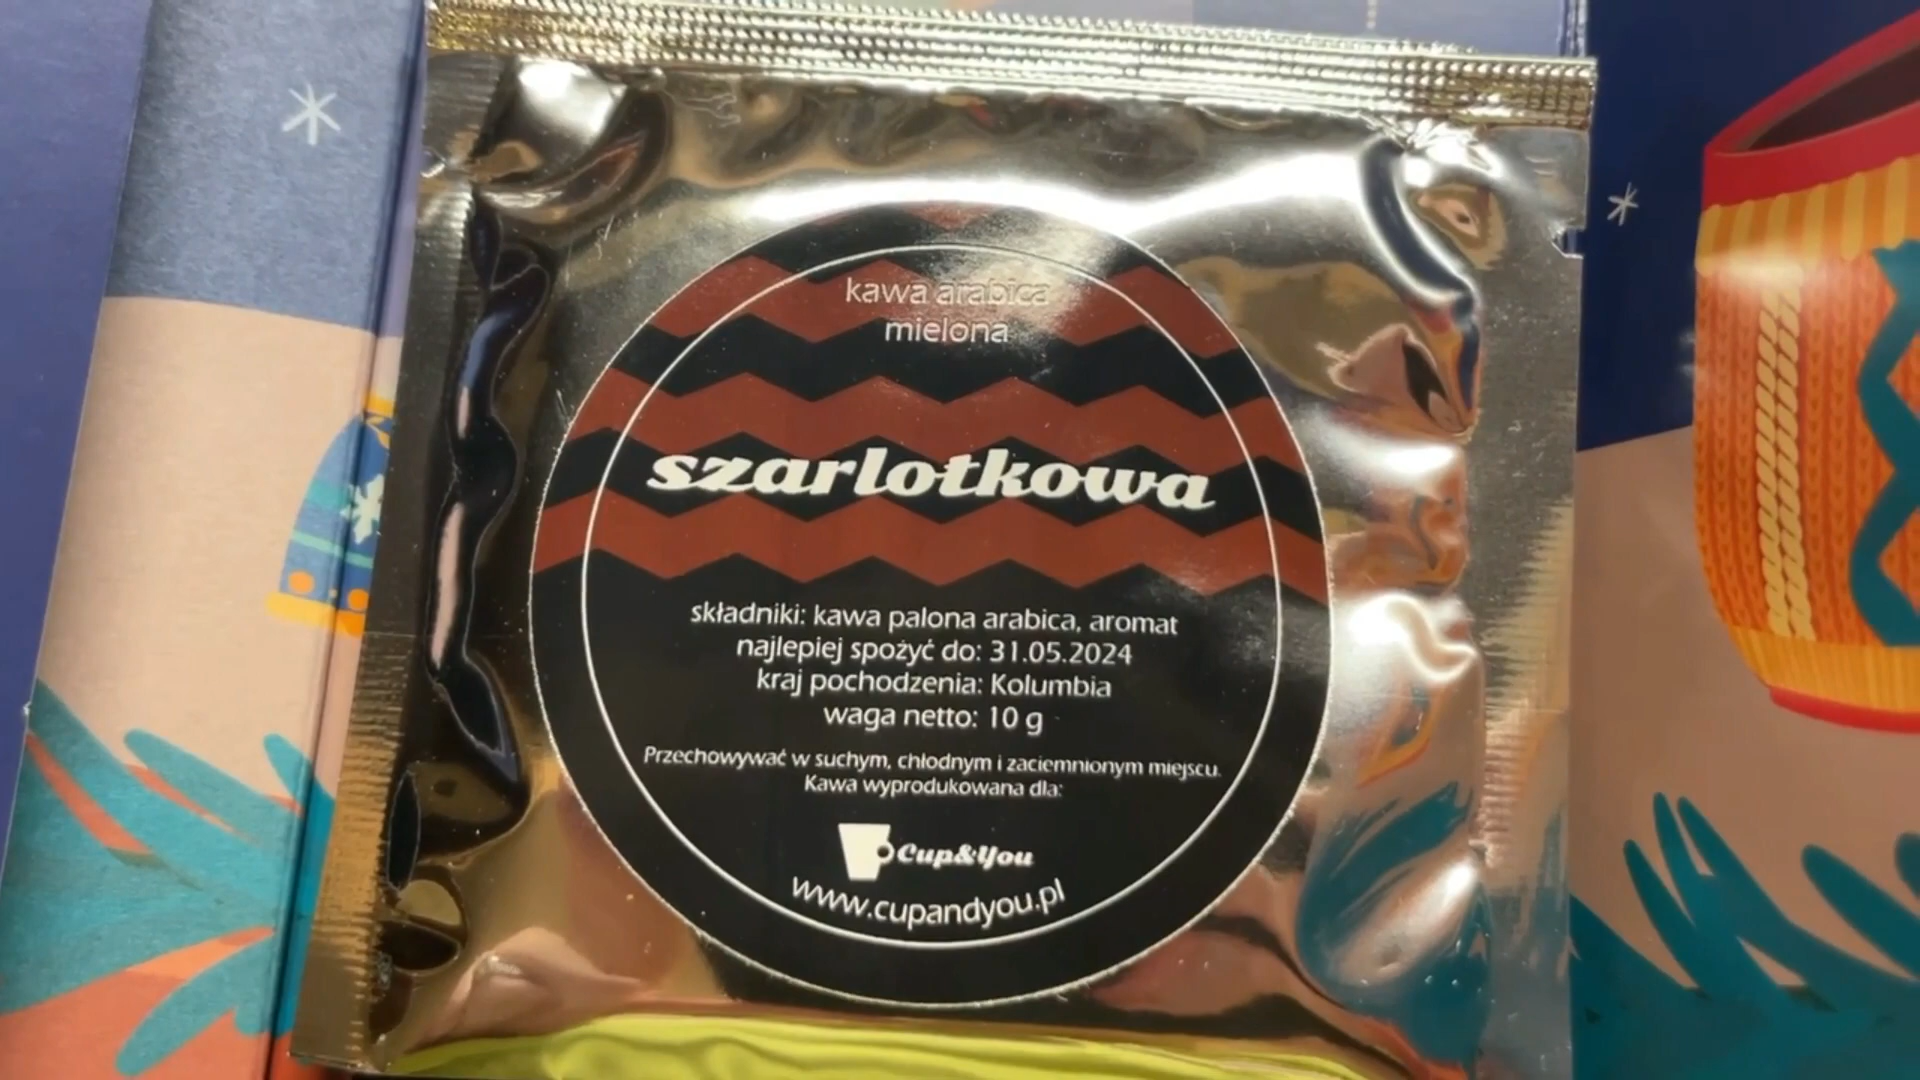 kawa arabica
mielona
szarlotkowa
składniki: kawa palona arabica, aromat
najlepiej spożyć do: 31.05.2024
kraj pochodzenia: Kolumbia
waga netto: 10 g
Przechowywać w suchym, chłodnym i zaciemnionym miejscu.
Kawa wyprodukowana dla:
Cup&You
www.cupandyou.pl